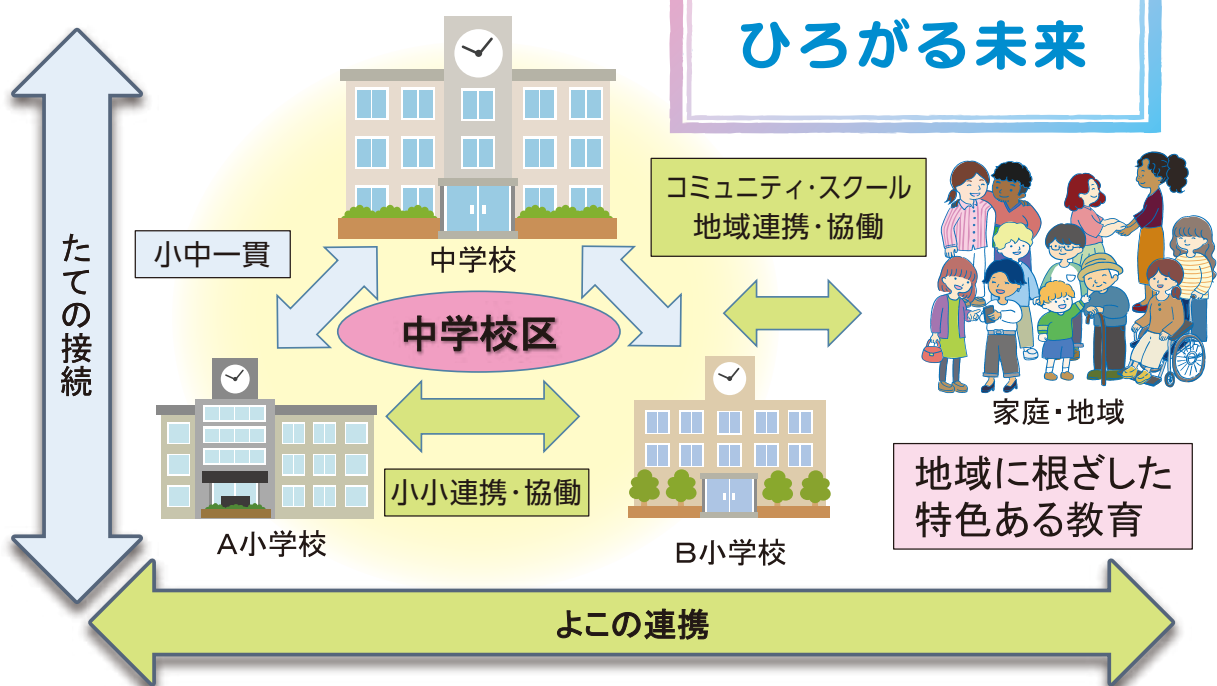 ひろがる未来
コミュニティ・スクール
地域連携・協働
小中一貫
中学校
たての接続
中学校区
家庭・地域
小小連携・協働
地域に根ざした
特色ある教育
A小学校
B小学校
よこの連携